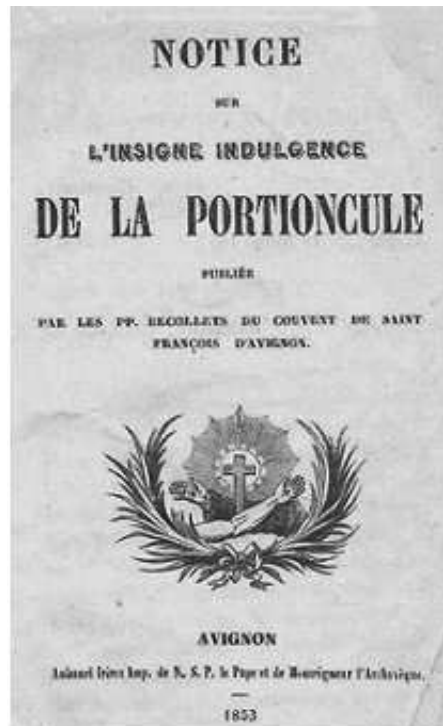 NOTICE
SUR
L'INSIGNE INDULGENCE
DE LA PORTIONCULE
PUBLIÉE
PAR LES PP. RECOLLETS DU COUVENT DE SAINT
FRANÇOIS D'AVIGNON.
AVIGNON
Aubanel frères Imp. de N. S. P. le Pape et de Monseigneur l'Archevêque.
1853